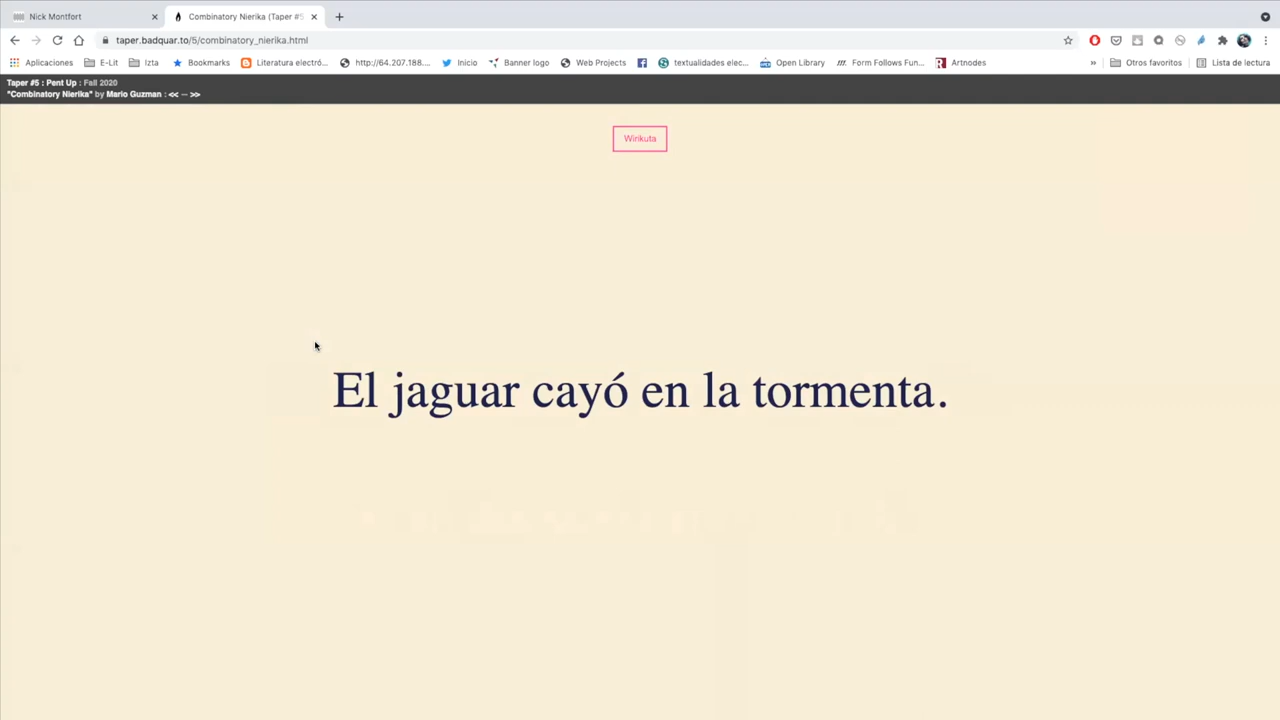 Nick Montfort
Combinatory Nierika (Taper #5
taper.badquar.to/5/combinatory_nierika.html
Aplicaciones E-Lit Izta Bookmarks Literatura electró... http://64.207.188.... Inicio Banner logo Web Projects textualidades elec... Open Library Form Follows Fun... Artnodes » Otros favoritos Lista de lectura
Taper #5 : Pent Up : Fall 2020
"Combinatory Nierika" by Mario Guzman : << — >>
Wirikuta
El jaguar cayó en la tormenta.